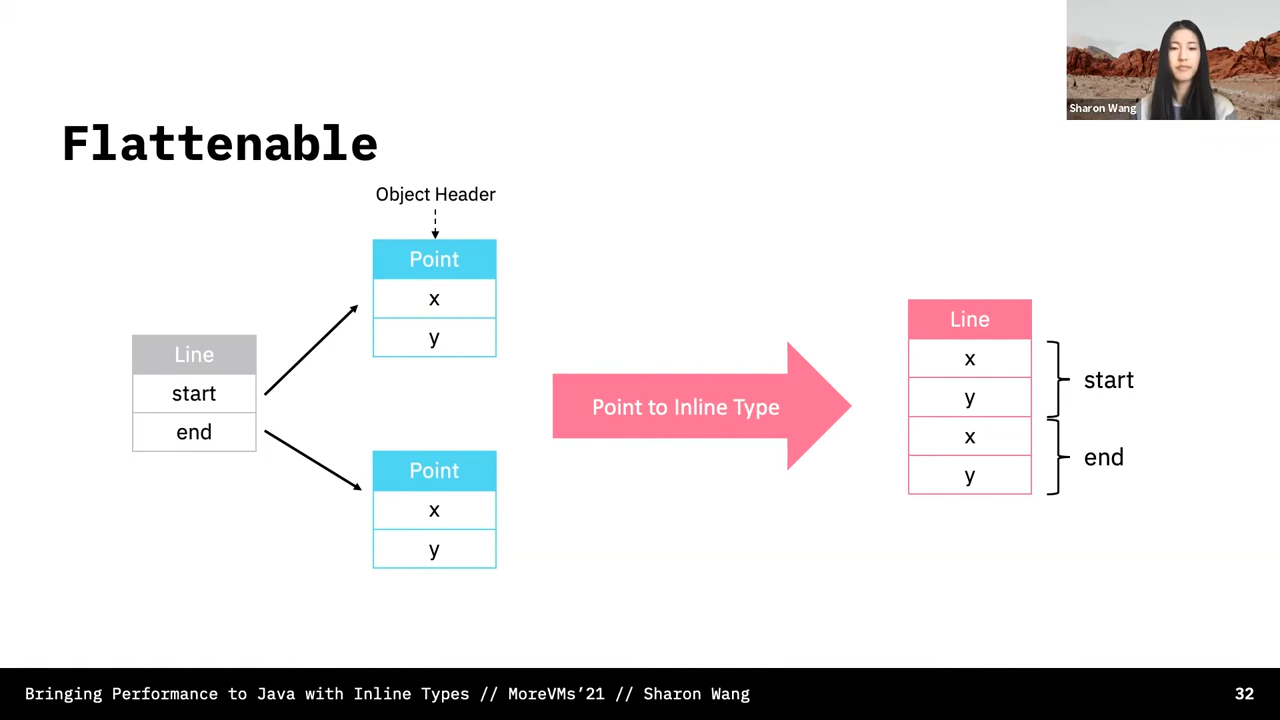 Sharon Wang
Flattenable
Object Header
Point
x
y
Line
start
end
Point
x
y
Point to Inline Type
Line
x
y
x
y
start
end
Bringing Performance to Java with Inline Types // MoreVMs’21 // Sharon Wang
32